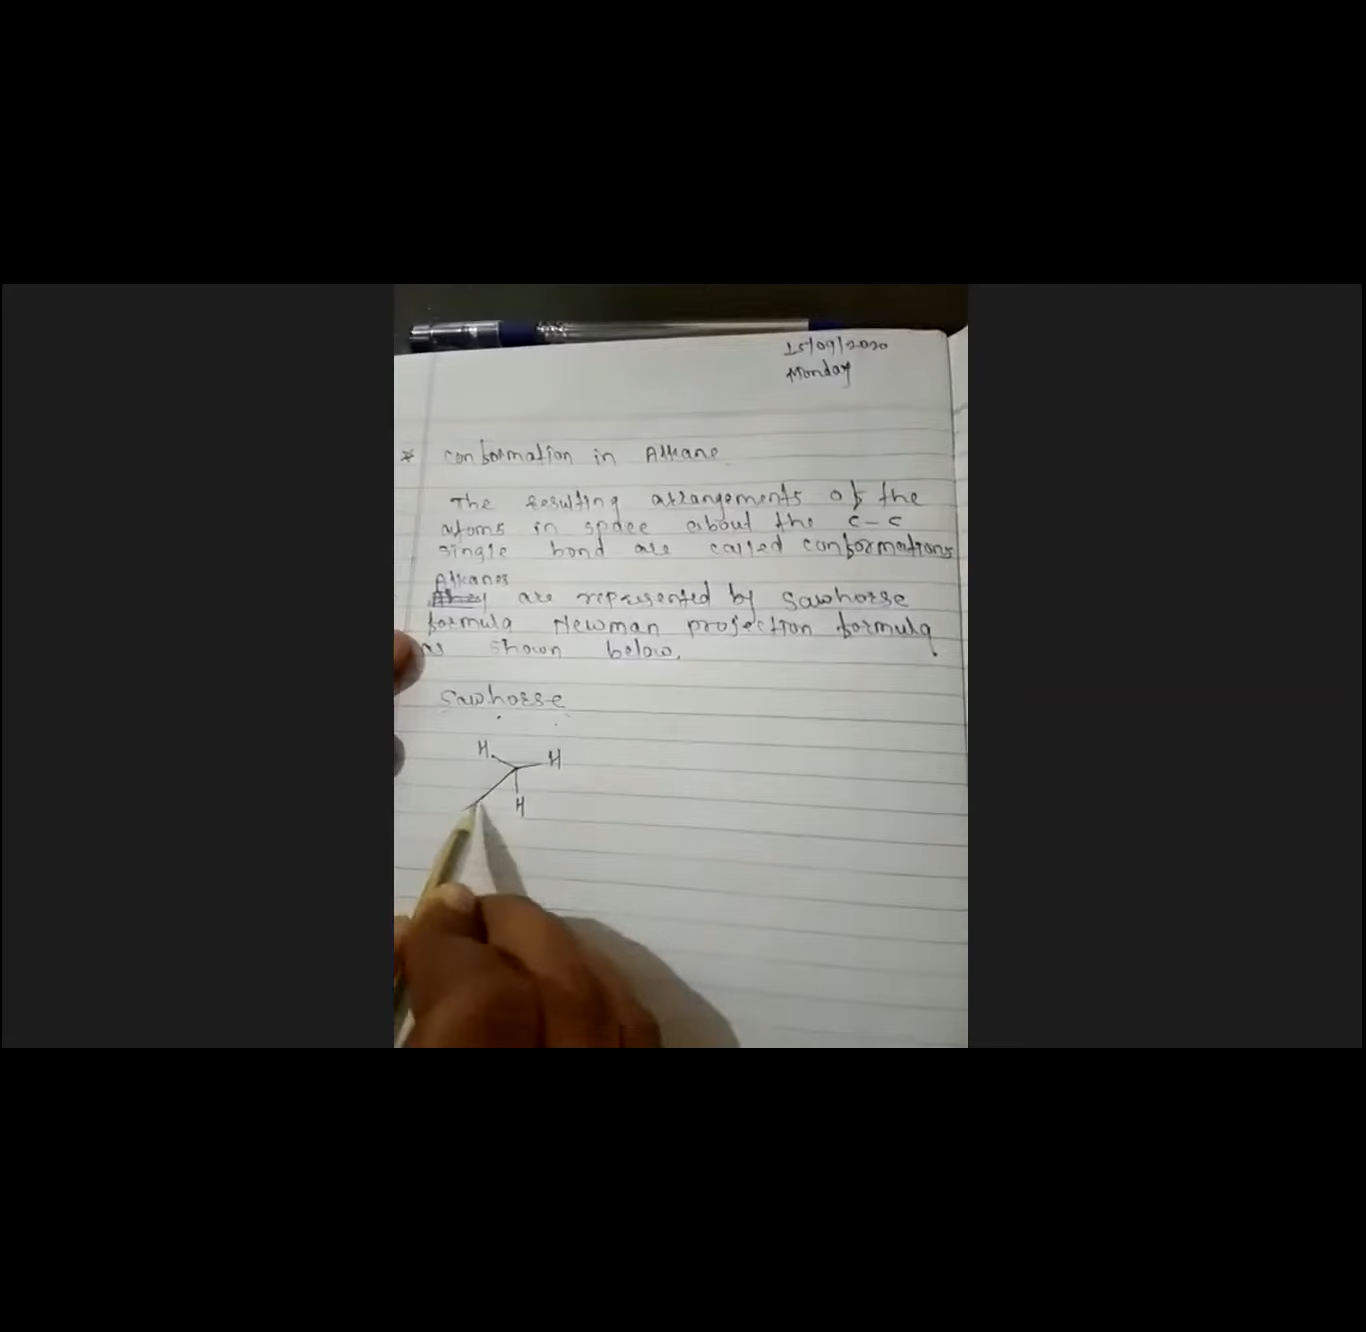 15/09/2020
Monday
* Conformation in Alkane
The resulting arrangements of the
atoms in space about the C-C
single bond are called conformations
Alkanes
are represented by Sawhorse
formula Newman projection formula
as shown below.
Sawhorse
H H
H